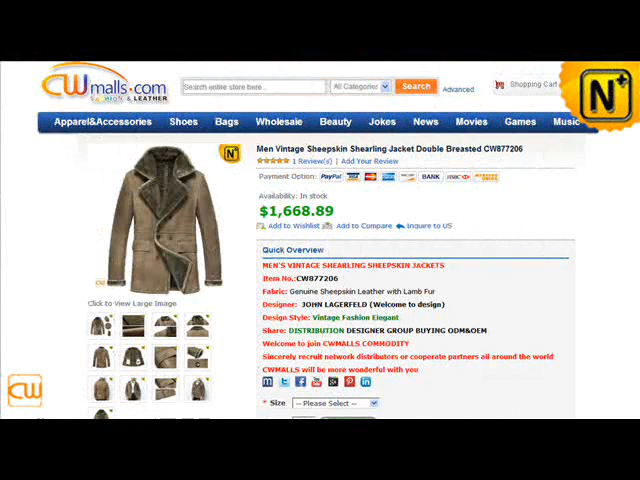 CWmalls.com
FASHION & LEATHER
Search entire store here...
All Categories
Search
Advanced
Shopping Cart
N
Apparel&Accessories Shoes Bags Wholesale Beauty Jokes News Movies Games Music
N
Men Vintage Sheepskin Shearling Jacket Double Breasted CW877206
1 Review(s) | Add Your Review
Payment Option: PayPal VISA BANK HSBC
Availability: In stock
$1,668.89
Add to Wishlist Add to Compare Inquire to US
Quick Overview
MEN'S VINTAGE SHEARLING SHEEPSKIN JACKETS
Item No.:CW877206
Fabric: Genuine Sheepskin Leather with Lamb Fur
Designer: JOHN LAGERFELD (Welcome to design)
Design Style: Vintage Fashion Elegant
Share: DISTRIBUTION DESIGNER GROUP BUYING ODM&OEM
Welcome to join CWMALLS COMMODITY
Sincerely recruit network distributors or cooperate partners all around the world
CWMALLS will be more wonderful with you
* Size -- Please Select --
Click to View Large Image
CW